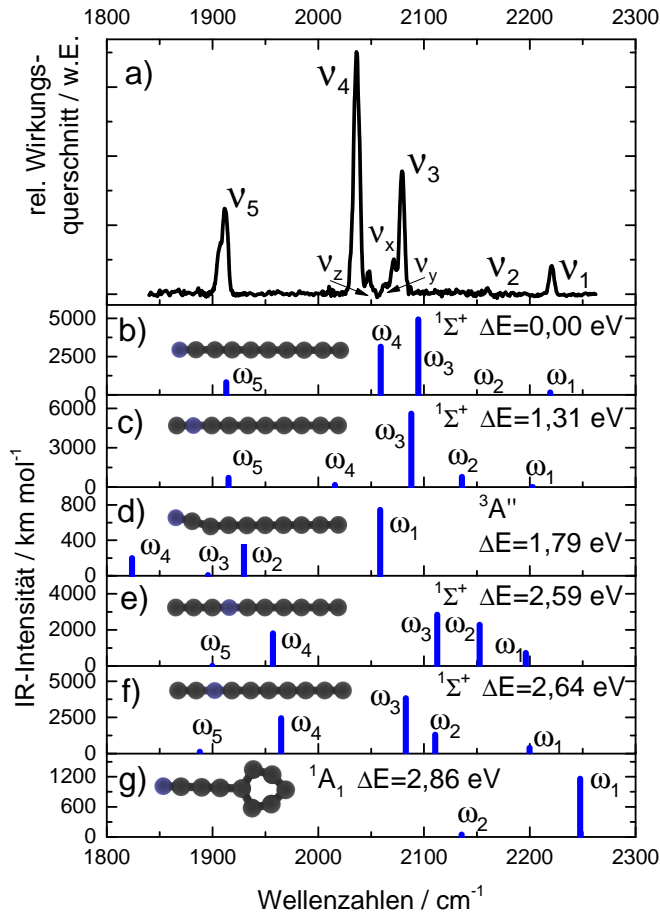 1800 1900 2000 2100 2200 2300
rel. Wirkungs-
querschnitt / w.E.
a)
ν4
ν3
ν5
νx
νz
νy
ν2
ν1
5000
2500
0
b)
¹Σ⁺ ΔE=0,00 eV
ω5
ω4
ω3
ω2
ω1
6000
3000
0
c)
¹Σ⁺ ΔE=1,31 eV
ω5
ω4
ω3
ω2
ω1
IR-Intensität / km mol⁻¹
800
400
0
d)
³A''
ΔE=1,79 eV
ω4
ω3
ω2
ω1
4000
2000
0
e)
¹Σ⁺ ΔE=2,59 eV
ω5
ω4
ω3
ω2
ω1
5000
2500
0
f)
¹Σ⁺ ΔE=2,64 eV
ω5
ω4
ω3
ω2
ω1
1200
600
0
g)
¹A₁ ΔE=2,86 eV
ω2
ω1
1800 1900 2000 2100 2200 2300
Wellenzahlen / cm⁻¹